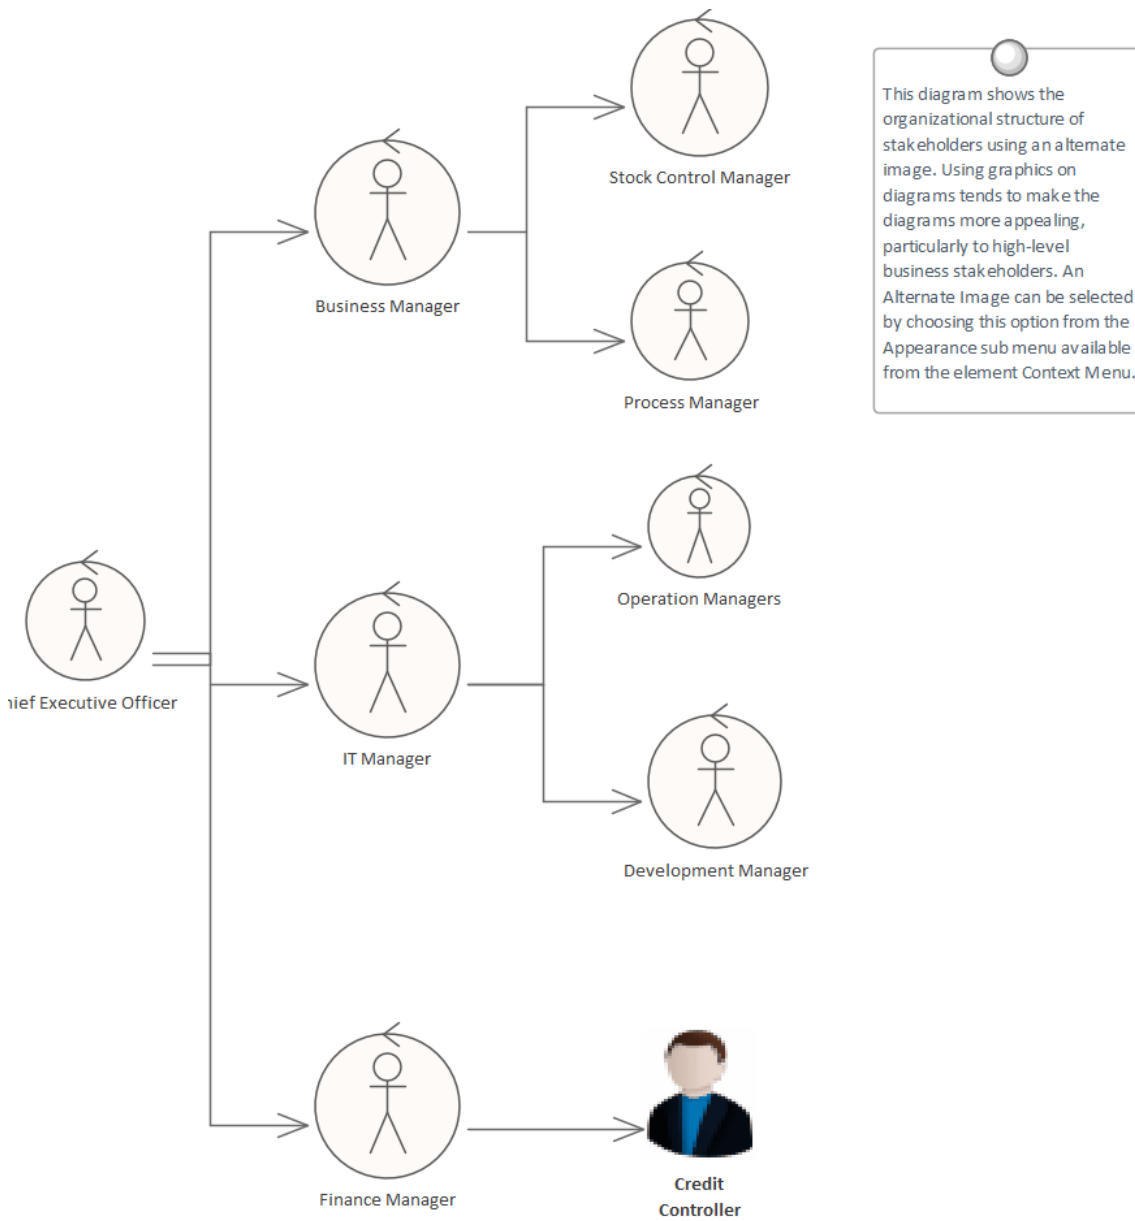 Stock Control Manager
This diagram shows the
organizational structure of
stakeholders using an alternate
image. Using graphics on
diagrams tends to make the
diagrams more appealing,
particularly to high-level
business stakeholders. An
Alternate Image can be selected
by choosing this option from the
Appearance sub menu available
from the element Context Menu.
Business Manager
Process Manager
Operation Managers
hief Executive Officer
IT Manager
Development Manager
Finance Manager
Credit
Controller